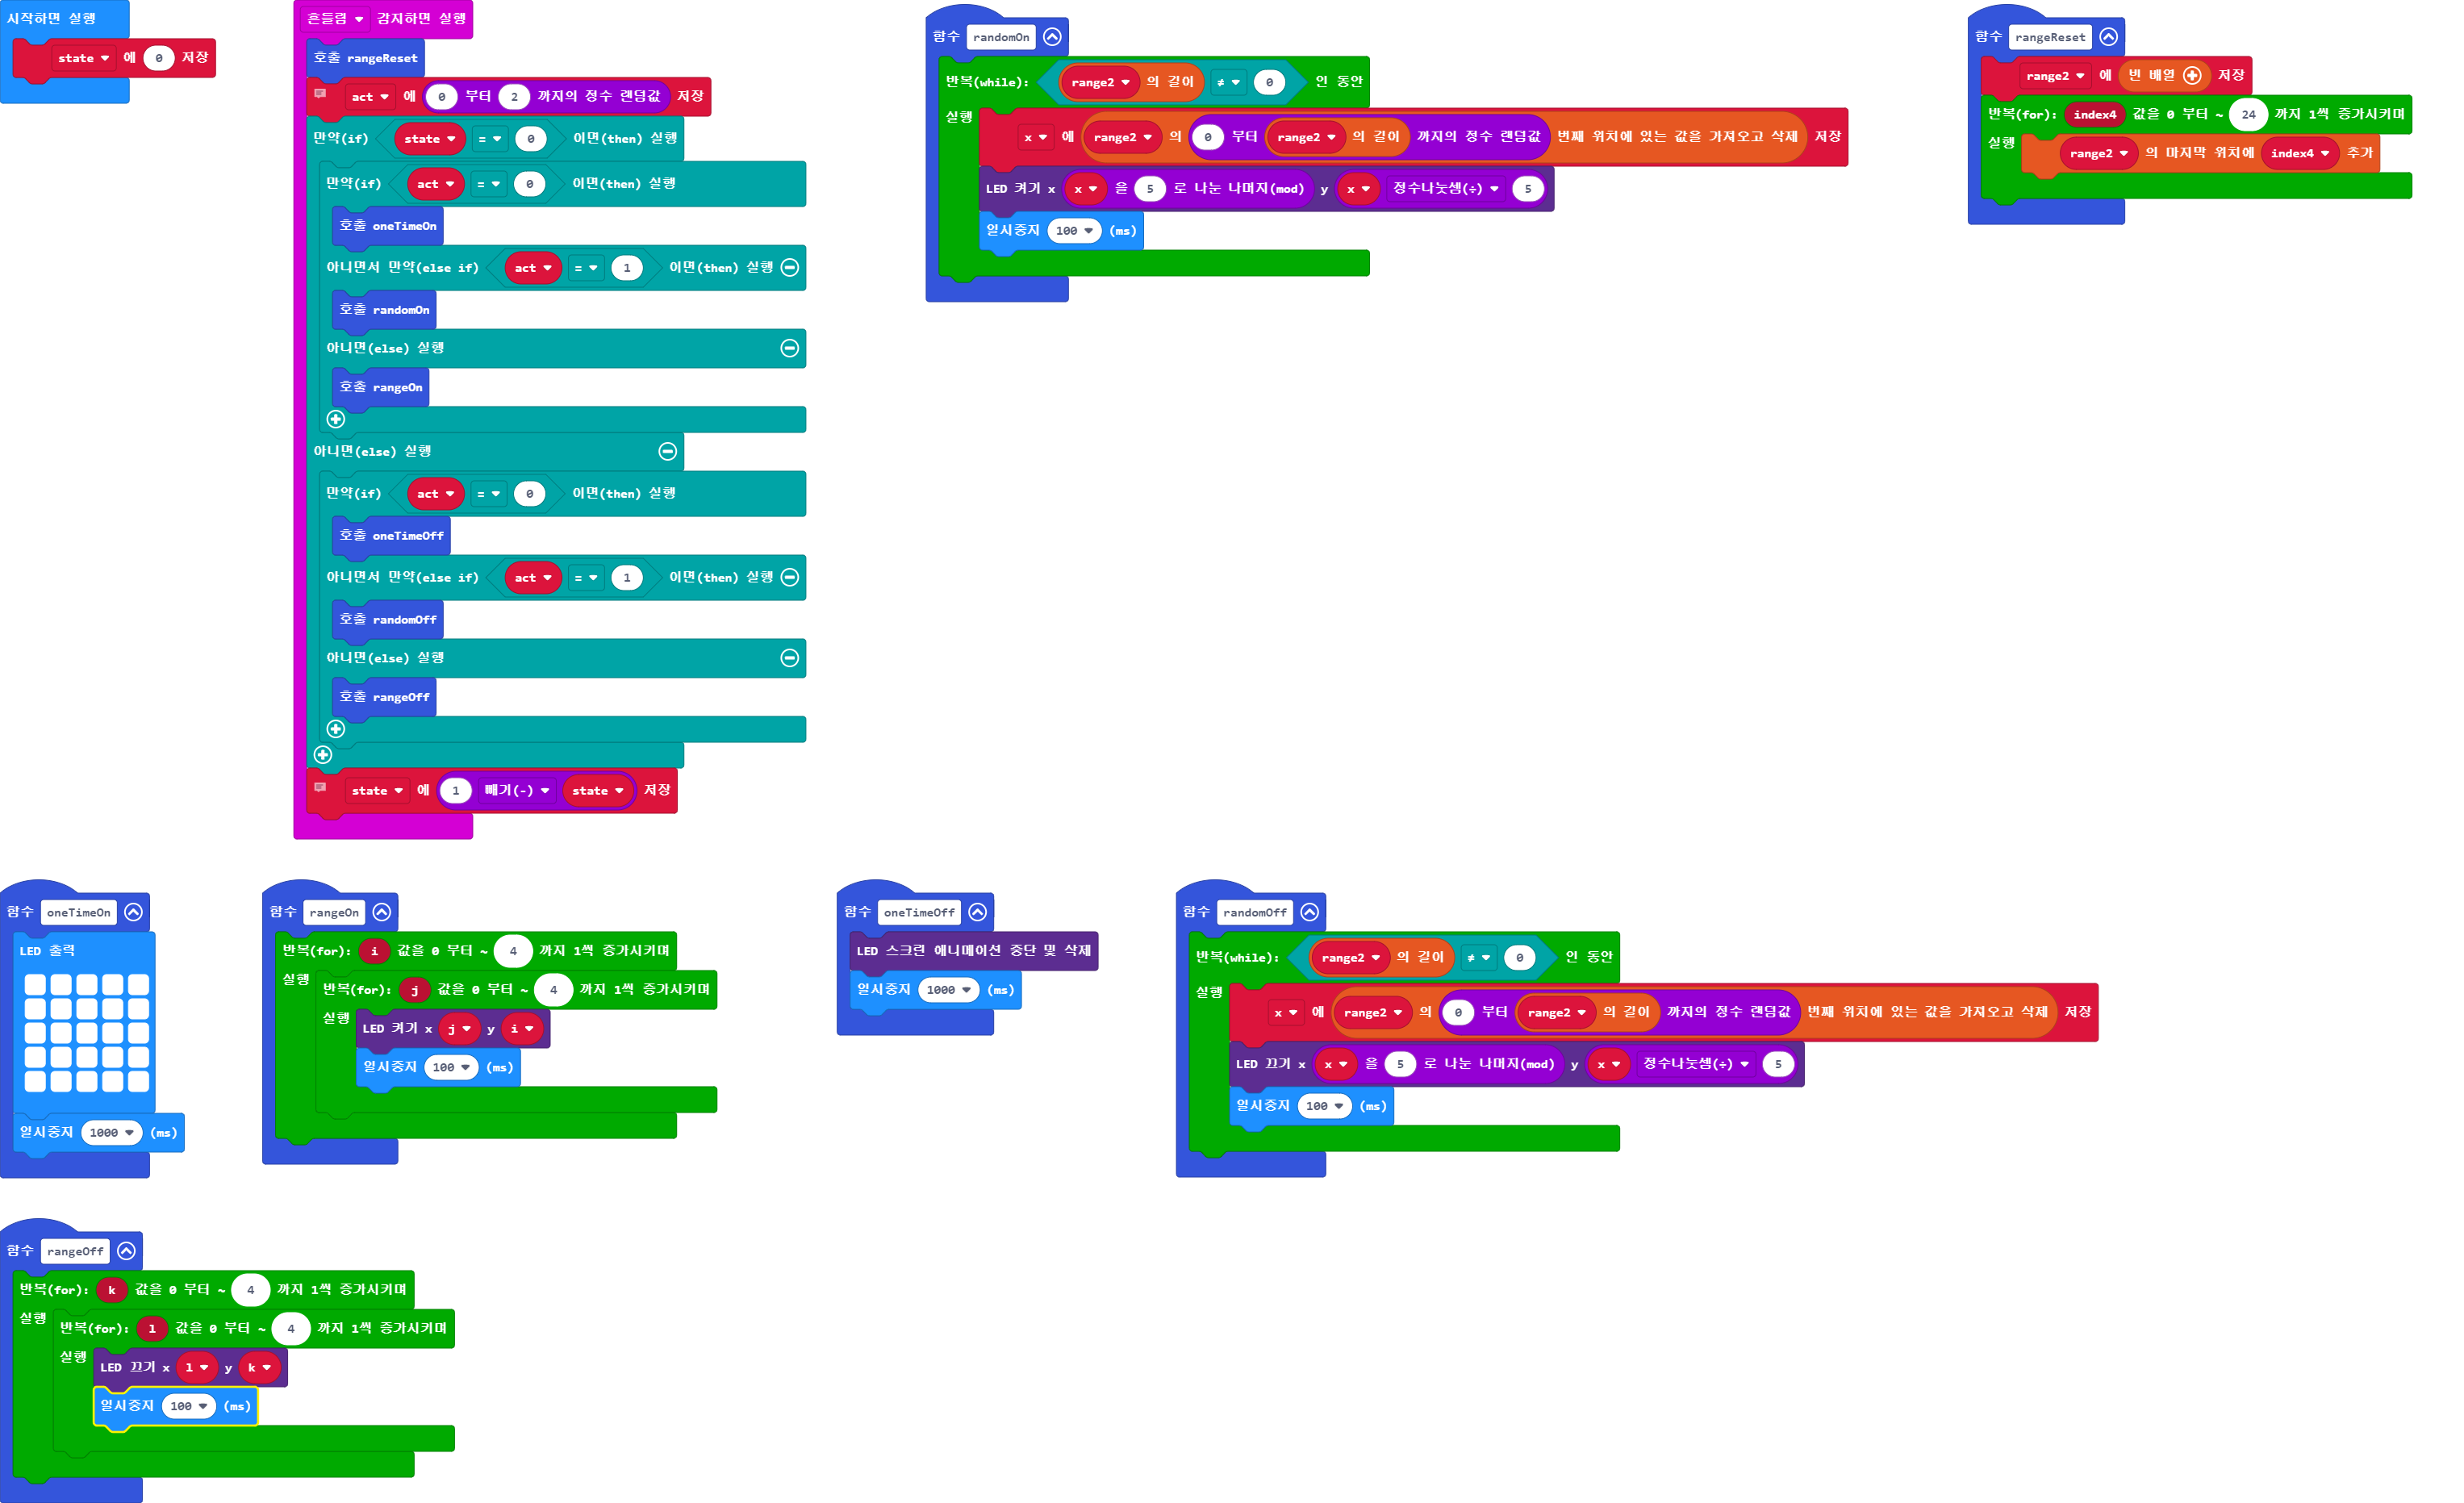 시작하면 실행
state 에 0 저장
흔들림 감지하면 실행
호출 rangeReset
act 에 0 부터 2 까지의 정수 랜덤값 저장
만약(if) state = 0 이면(then) 실행
만약(if) act = 0 이면(then) 실행
호출 oneTimeOn
아니면서 만약(else if) act = 1 이면(then) 실행
호출 randomOn
아니면(else) 실행
호출 rangeOn
아니면(else) 실행
만약(if) act = 0 이면(then) 실행
호출 oneTimeOff
아니면서 만약(else if) act = 1 이면(then) 실행
호출 randomOff
아니면(else) 실행
호출 rangeOff
state 에 1 빼기(-) state 저장
함수 randomOn
반복(while): range2 의 길이 ≠ 0 인 동안
실행
x 에 range2 의 0 부터 range2 의 길이 까지의 정수 랜덤값 번째 위치에 있는 값을 가져오고 삭제 저장
LED 켜기 x x 을 5 로 나눈 나머지(mod) y x 정수나눗셈(÷) 5
일시중지 100 (ms)
함수 rangeReset
range2 에 빈 배열 저장
반복(for): index4 값을 0 부터 ~ 24 까지 1씩 증가시키며
실행
range2 의 마지막 위치에 index4 추가
함수 oneTimeOn
LED 출력
일시중지 1000 (ms)
함수 rangeOn
반복(for): i 값을 0 부터 ~ 4 까지 1씩 증가시키며
실행
반복(for): j 값을 0 부터 ~ 4 까지 1씩 증가시키며
실행
LED 켜기 x j y i
일시중지 100 (ms)
함수 oneTimeOff
LED 스크린 애니메이션 중단 및 삭제
일시중지 1000 (ms)
함수 randomOff
반복(while): range2 의 길이 ≠ 0 인 동안
실행
x 에 range2 의 0 부터 range2 의 길이 까지의 정수 랜덤값 번째 위치에 있는 값을 가져오고 삭제 저장
LED 끄기 x x 을 5 로 나눈 나머지(mod) y x 정수나눗셈(÷) 5
일시중지 100 (ms)
함수 rangeOff
반복(for): k 값을 0 부터 ~ 4 까지 1씩 증가시키며
실행
반복(for): l 값을 0 부터 ~ 4 까지 1씩 증가시키며
실행
LED 끄기 x l y k
일시중지 100 (ms)